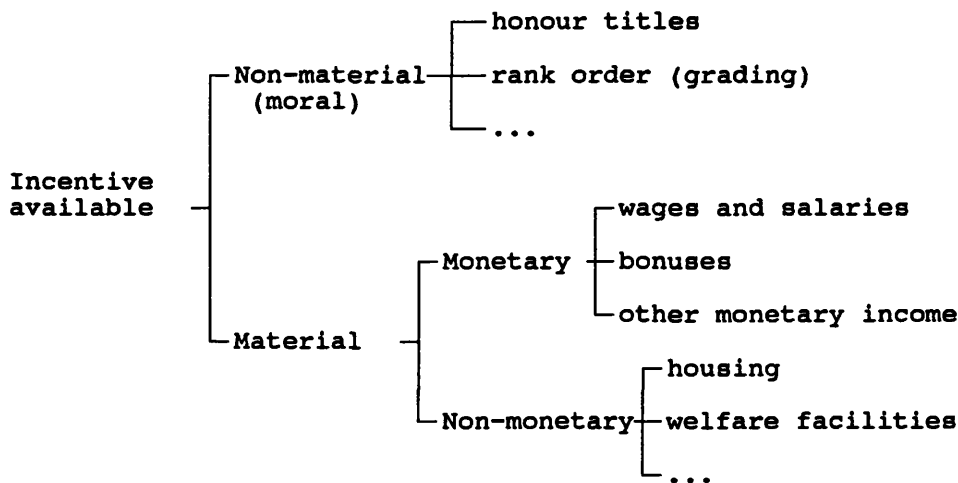 honour titles
Non-material
(moral)
rank order (grading)
...
Incentive
available
wages and salaries
Monetary
bonuses
other monetary income
Material
housing
Non-monetary
welfare facilities
...